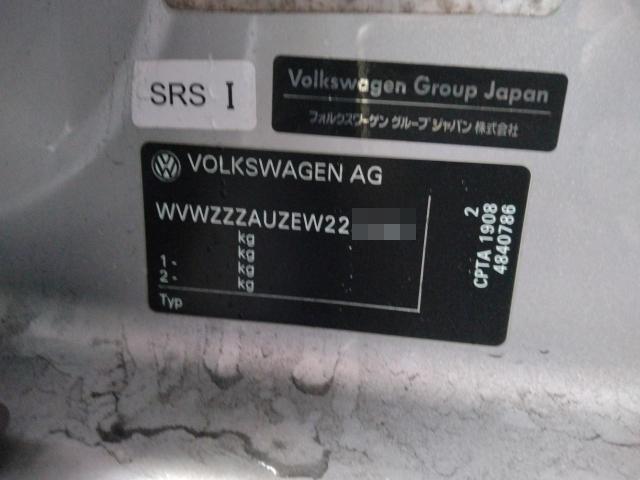 SRS I
Volkswagen Group Japan
フォルクスワーゲン グループ ジャパン 株式会社
VOLKSWAGEN AG
WVWZZZAUZEW22
kg
kg
1 - kg
2 - kg
Typ
2
CPTA 1908
4840786